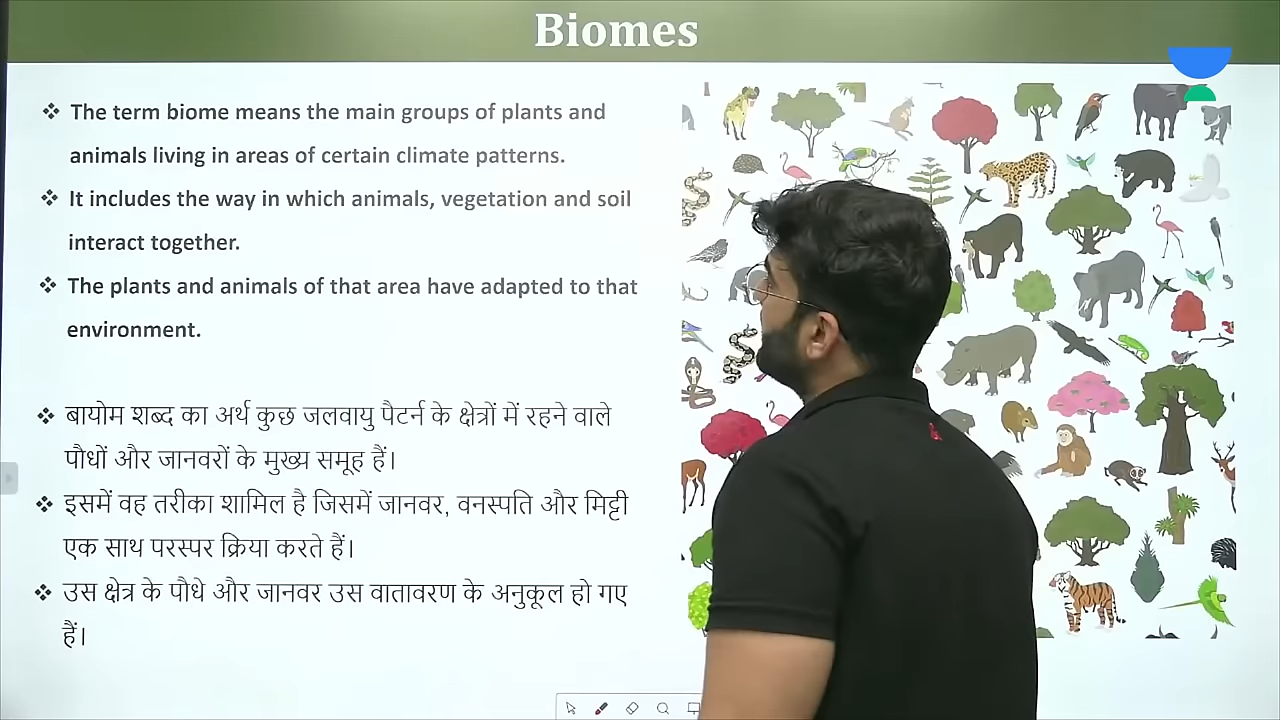 Biomes
❖ The term biome means the main groups of plants and
animals living in areas of certain climate patterns.
❖ It includes the way in which animals, vegetation and soil
interact together.
❖ The plants and animals of that area have adapted to that
environment.
❖ बायोम शब्द का अर्थ कुछ जलवायु पैटर्न के क्षेत्रों में रहने वाले
पौधों और जानवरों के मुख्य समूह हैं।
❖ इसमें वह तरीका शामिल है जिसमें जानवर, वनस्पति और मिट्टी
एक साथ परस्पर क्रिया करते हैं।
❖ उस क्षेत्र के पौधे और जानवर उस वातावरण के अनुकूल हो गए
हैं।